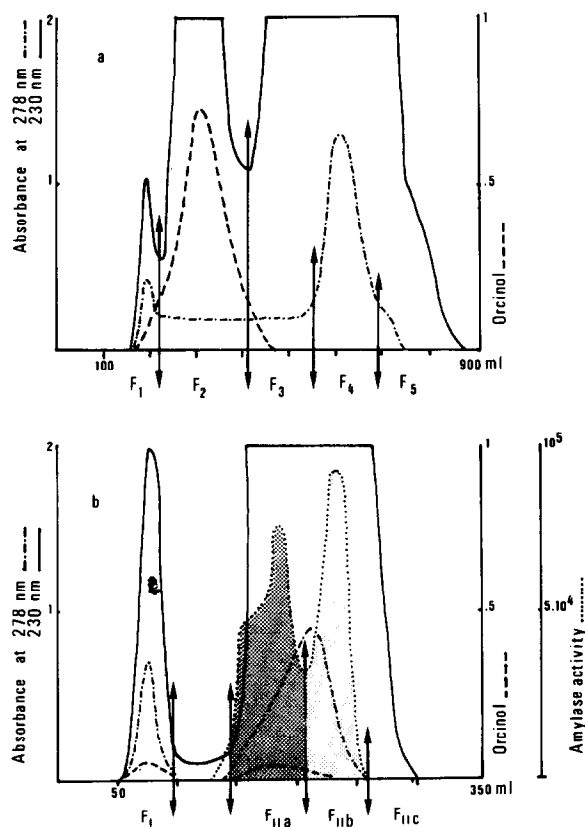 2
1
a
Absorbance at 278 nm
230 nm
1
.5
Orcinol
100
900 ml
F1 F2 F3 F4 F5
2
1
b
Absorbance at 278 nm
230 nm
1
.5
Orcinol
10^5
5.10^4
Amylase activity
50
350 ml
FI FIIa FIIb FIIc